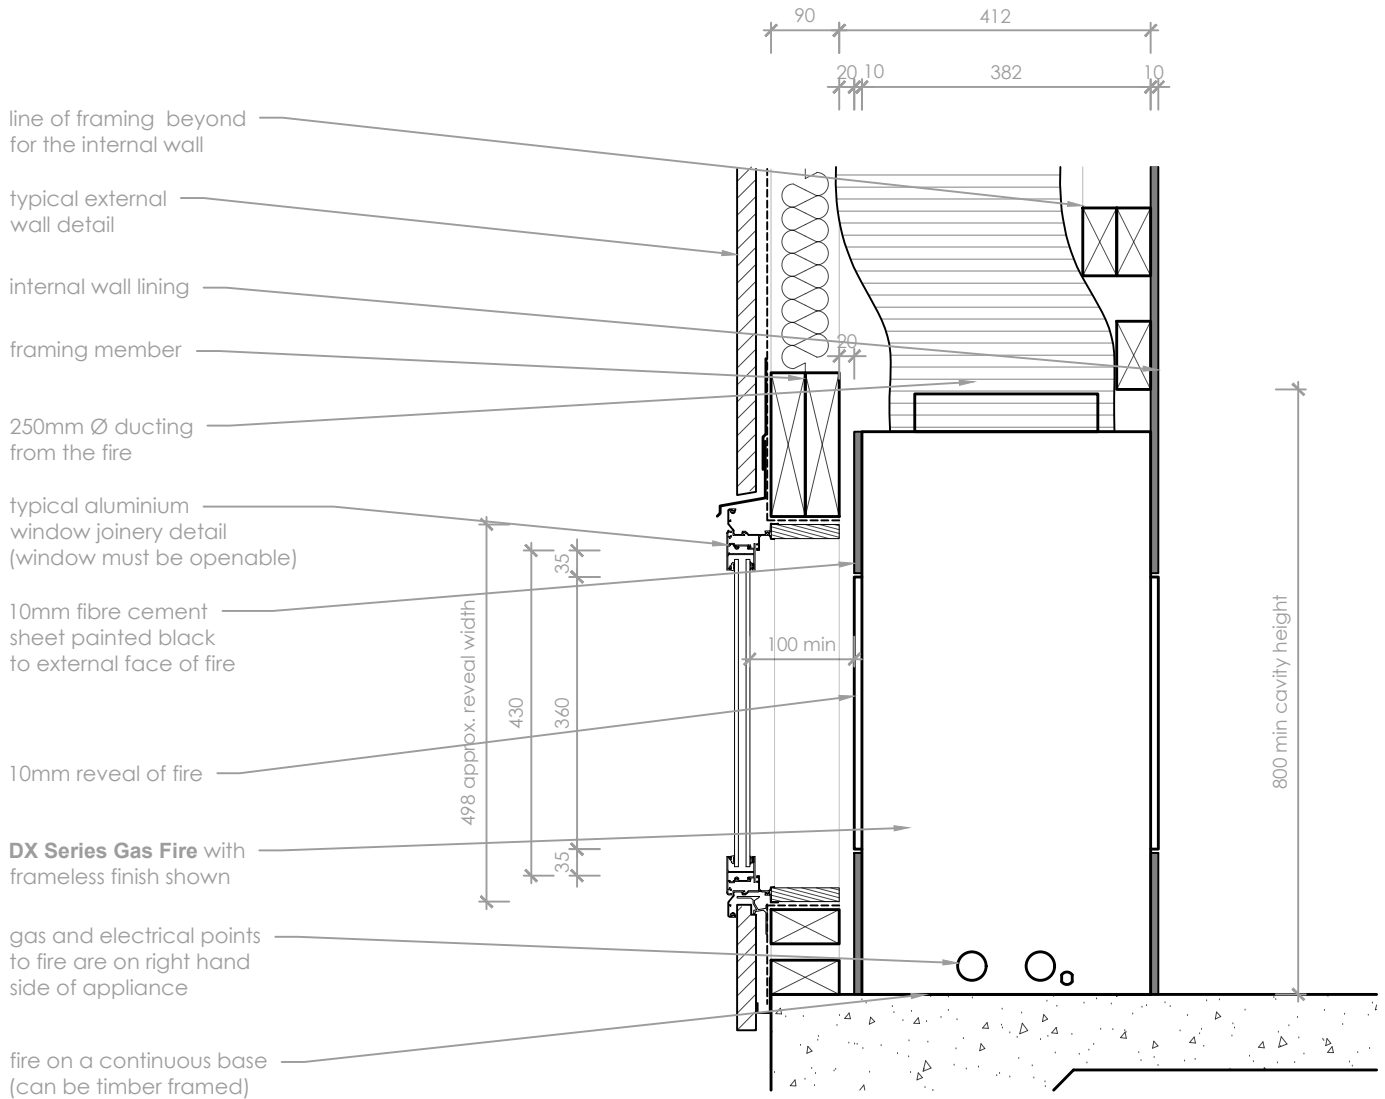 90
412
20
10
382
10
line of framing beyond
for the internal wall
typical external
wall detail
internal wall lining
framing member
20
250mm Ø ducting
from the fire
typical aluminium
window joinery detail
(window must be openable)
10mm fibre cement
sheet painted black
to external face of fire
498 approx. reveal width
430
35
360
35
100 min
800 min cavity height
10mm reveal of fire
DX Series Gas Fire with
frameless finish shown
gas and electrical points
to fire are on right hand
side of appliance
fire on a continuous base
(can be timber framed)